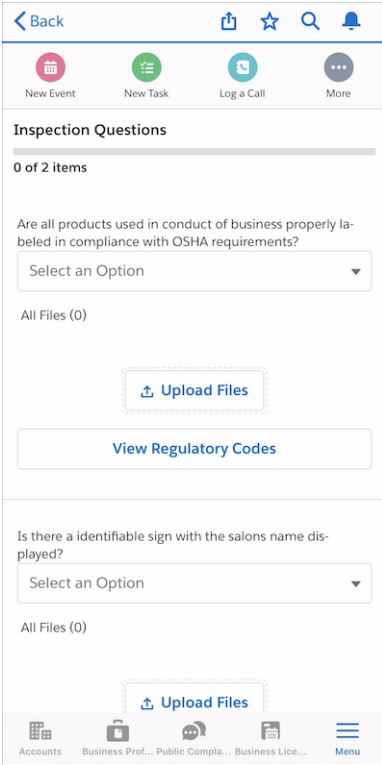 Back
New Event New Task Log a Call More
Inspection Questions
0 of 2 items
Are all products used in conduct of business properly la-
beled in compliance with OSHA requirements?
Select an Option
All Files (0)
Upload Files
View Regulatory Codes
Is there a identifiable sign with the salons name dis-
played?
Select an Option
All Files (0)
Upload Files
Accounts Business Prof... Public Compla... Business Lice... Menu